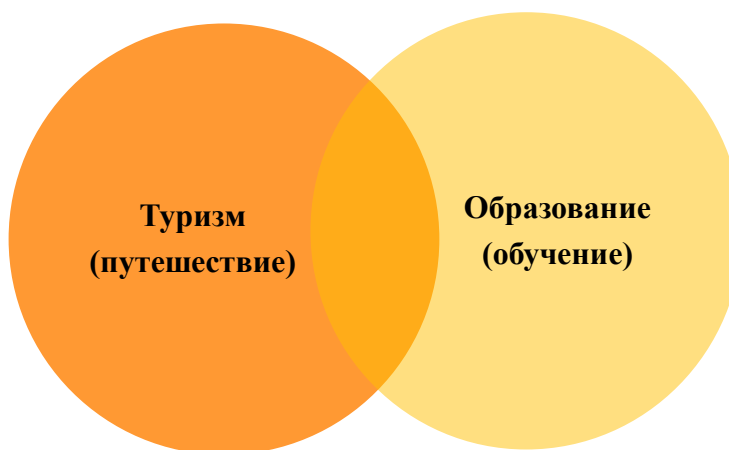 Туризм
(путешествие)
Образование
(обучение)